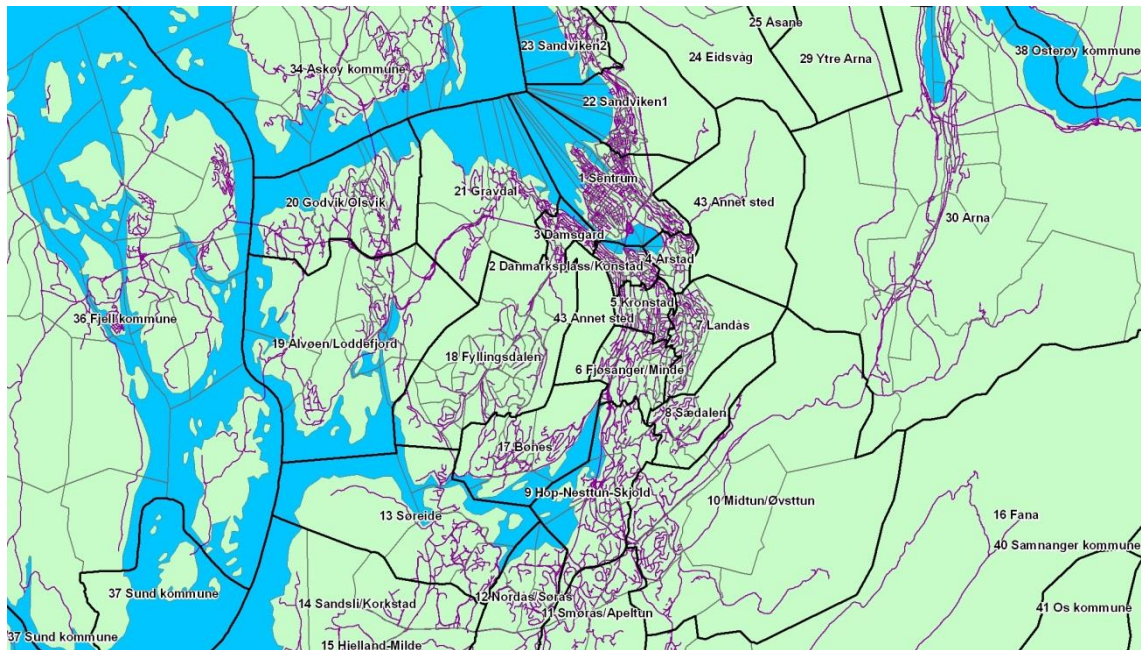 25 Åsane
23 Sandviken2
38 Osterøy kommune
24 Eidsvåg
29 Ytre Arna
34 Askøy kommune
22 Sandviken1
1 Sentrum
21 Gravdal
20 Godvik/Olsvik
43 Annet sted
30 Arna
3 Damsgård
4 Årstad
2 Danmarksplass/Konstad
5 Kronstad
36 Fjell kommune
43 Annet sted
7 Landås
19 Alvøen/Loddefjord
18 Fyllingsdalen
6 Fjøsanger/Minde
8 Sædalen
17 Bønes
9 Hop-Nesttun-Skjold
10 Midtun/Øvsttun
13 Søreide
16 Fana
40 Samnanger kommune
37 Sund kommune
12 Nordås/Søråś
14 Sandsli/Korkstad
41 Os kommune
11 Smørås/Apeltun
37 Sund kommune
15 Hjelland-Milde